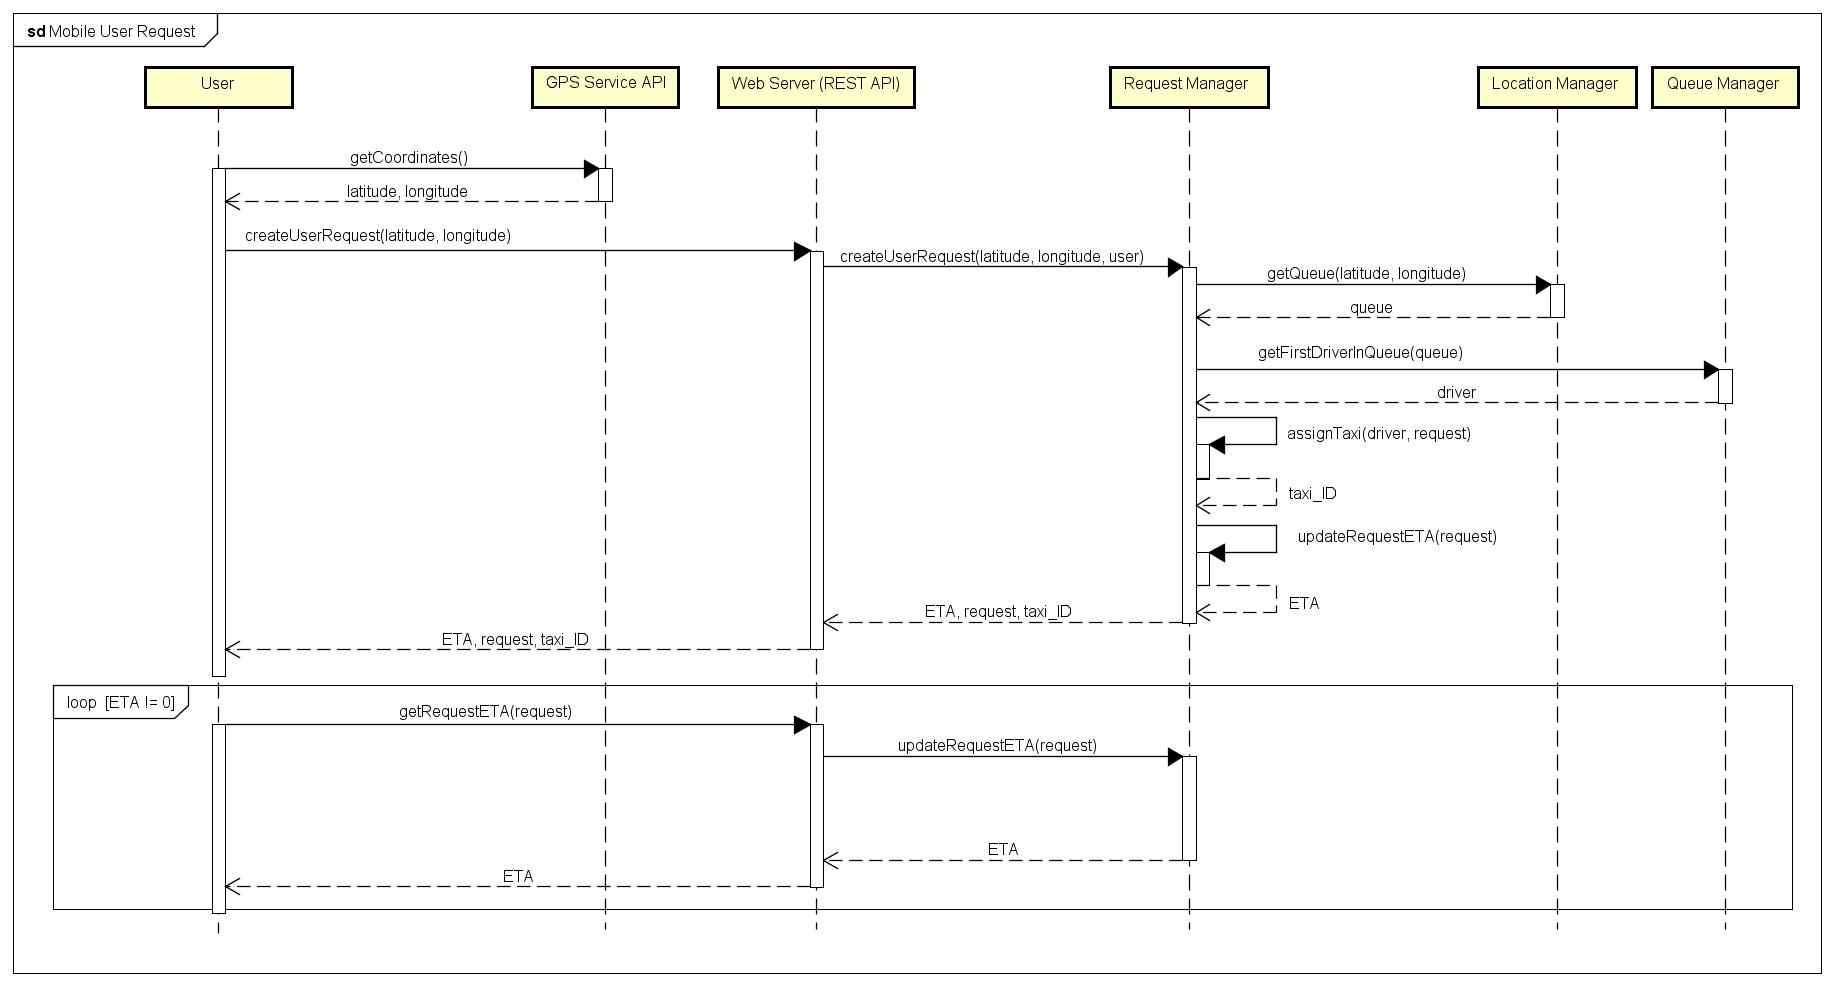 sd Mobile User Request
User
GPS Service API
Web Server (REST API)
Request Manager
Location Manager
Queue Manager
getCoordinates()
latitude, longitude
createUserRequest(latitude, longitude)
createUserRequest(latitude, longitude, user)
getQueue(latitude, longitude)
queue
getFirstDriverInQueue(queue)
driver
assignTaxi(driver, request)
taxi_ID
updateRequestETA(request)
ETA
ETA, request, taxi_ID
ETA, request, taxi_ID
loop [ETA != 0]
getRequestETA(request)
updateRequestETA(request)
ETA
ETA